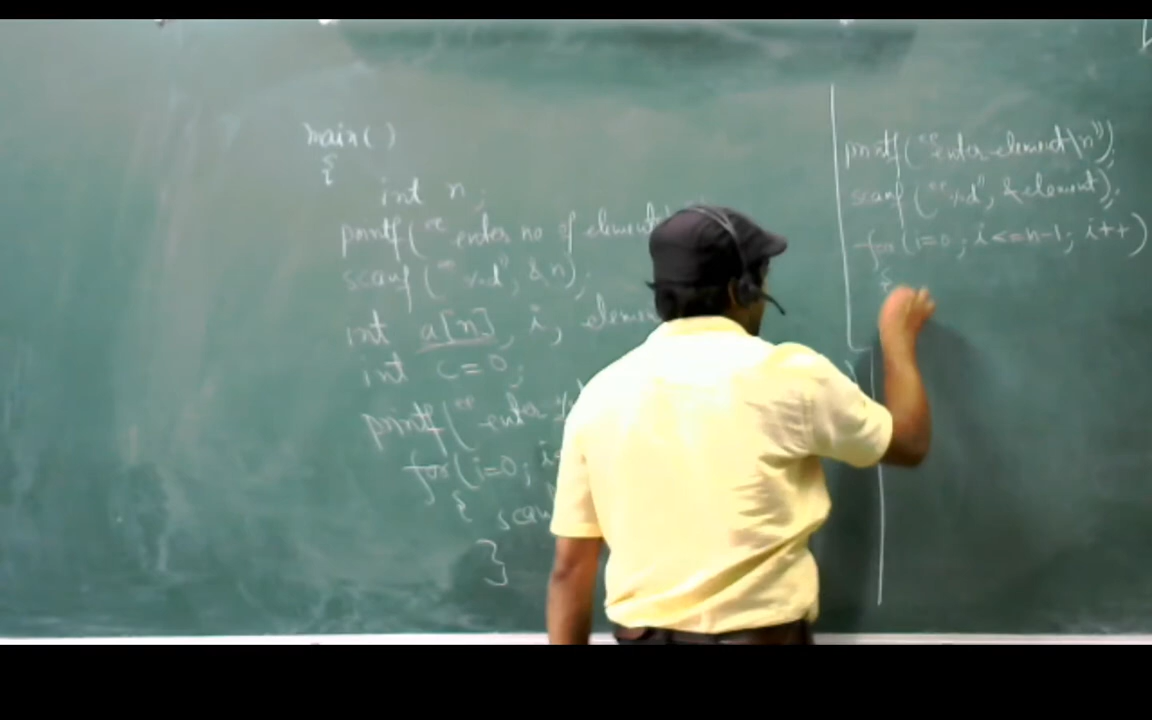 main()
{
int n;
printf("enter no of element
scanf("%d", &n);
int a[n], i, elemen
int c=0;
printf("enter
for(i=0; i
{ scan
}
printf("enter element\n");
scanf("%d", &element);
for(i=0; i<=n-1; i++)
{